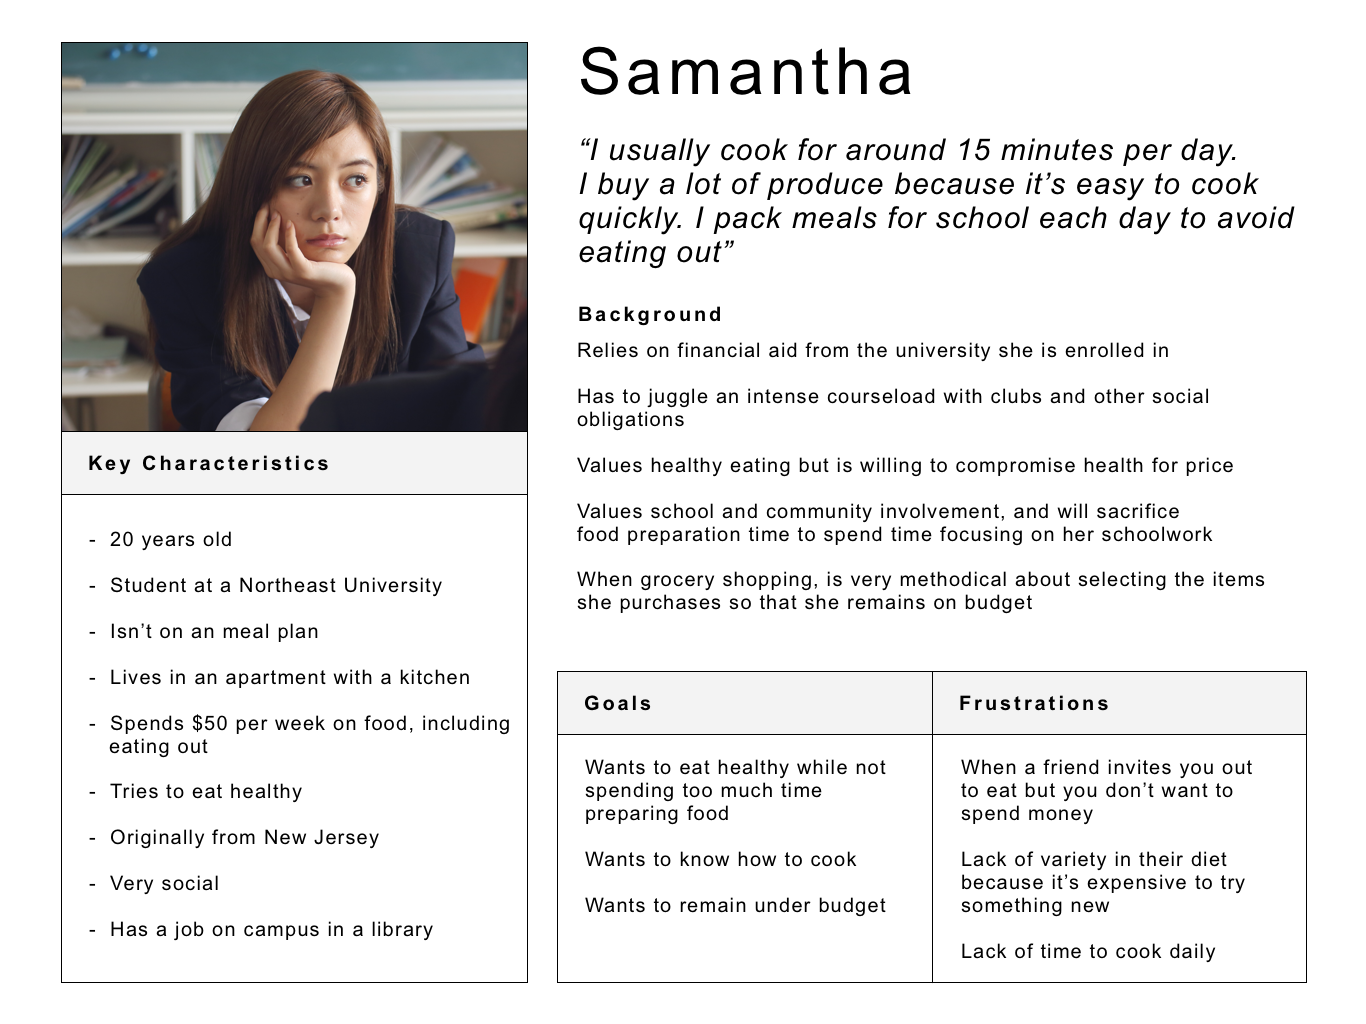 Samantha
“I usually cook for around 15 minutes per day.
I buy a lot of produce because it’s easy to cook
quickly. I pack meals for school each day to avoid
eating out”
Background
Relies on financial aid from the university she is enrolled in
Has to juggle an intense courseload with clubs and other social
obligations
Values healthy eating but is willing to compromise health for price
Values school and community involvement, and will sacrifice
food preparation time to spend time focusing on her schoolwork
When grocery shopping, is very methodical about selecting the items
she purchases so that she remains on budget
Key Characteristics
- 20 years old
- Student at a Northeast University
- Isn’t on an meal plan
- Lives in an apartment with a kitchen
- Spends $50 per week on food, including
eating out
- Tries to eat healthy
- Originally from New Jersey
- Very social
- Has a job on campus in a library
Goals
Wants to eat healthy while not
spending too much time
preparing food
Wants to know how to cook
Wants to remain under budget
Frustrations
When a friend invites you out
to eat but you don’t want to
spend money
Lack of variety in their diet
because it’s expensive to try
something new
Lack of time to cook daily